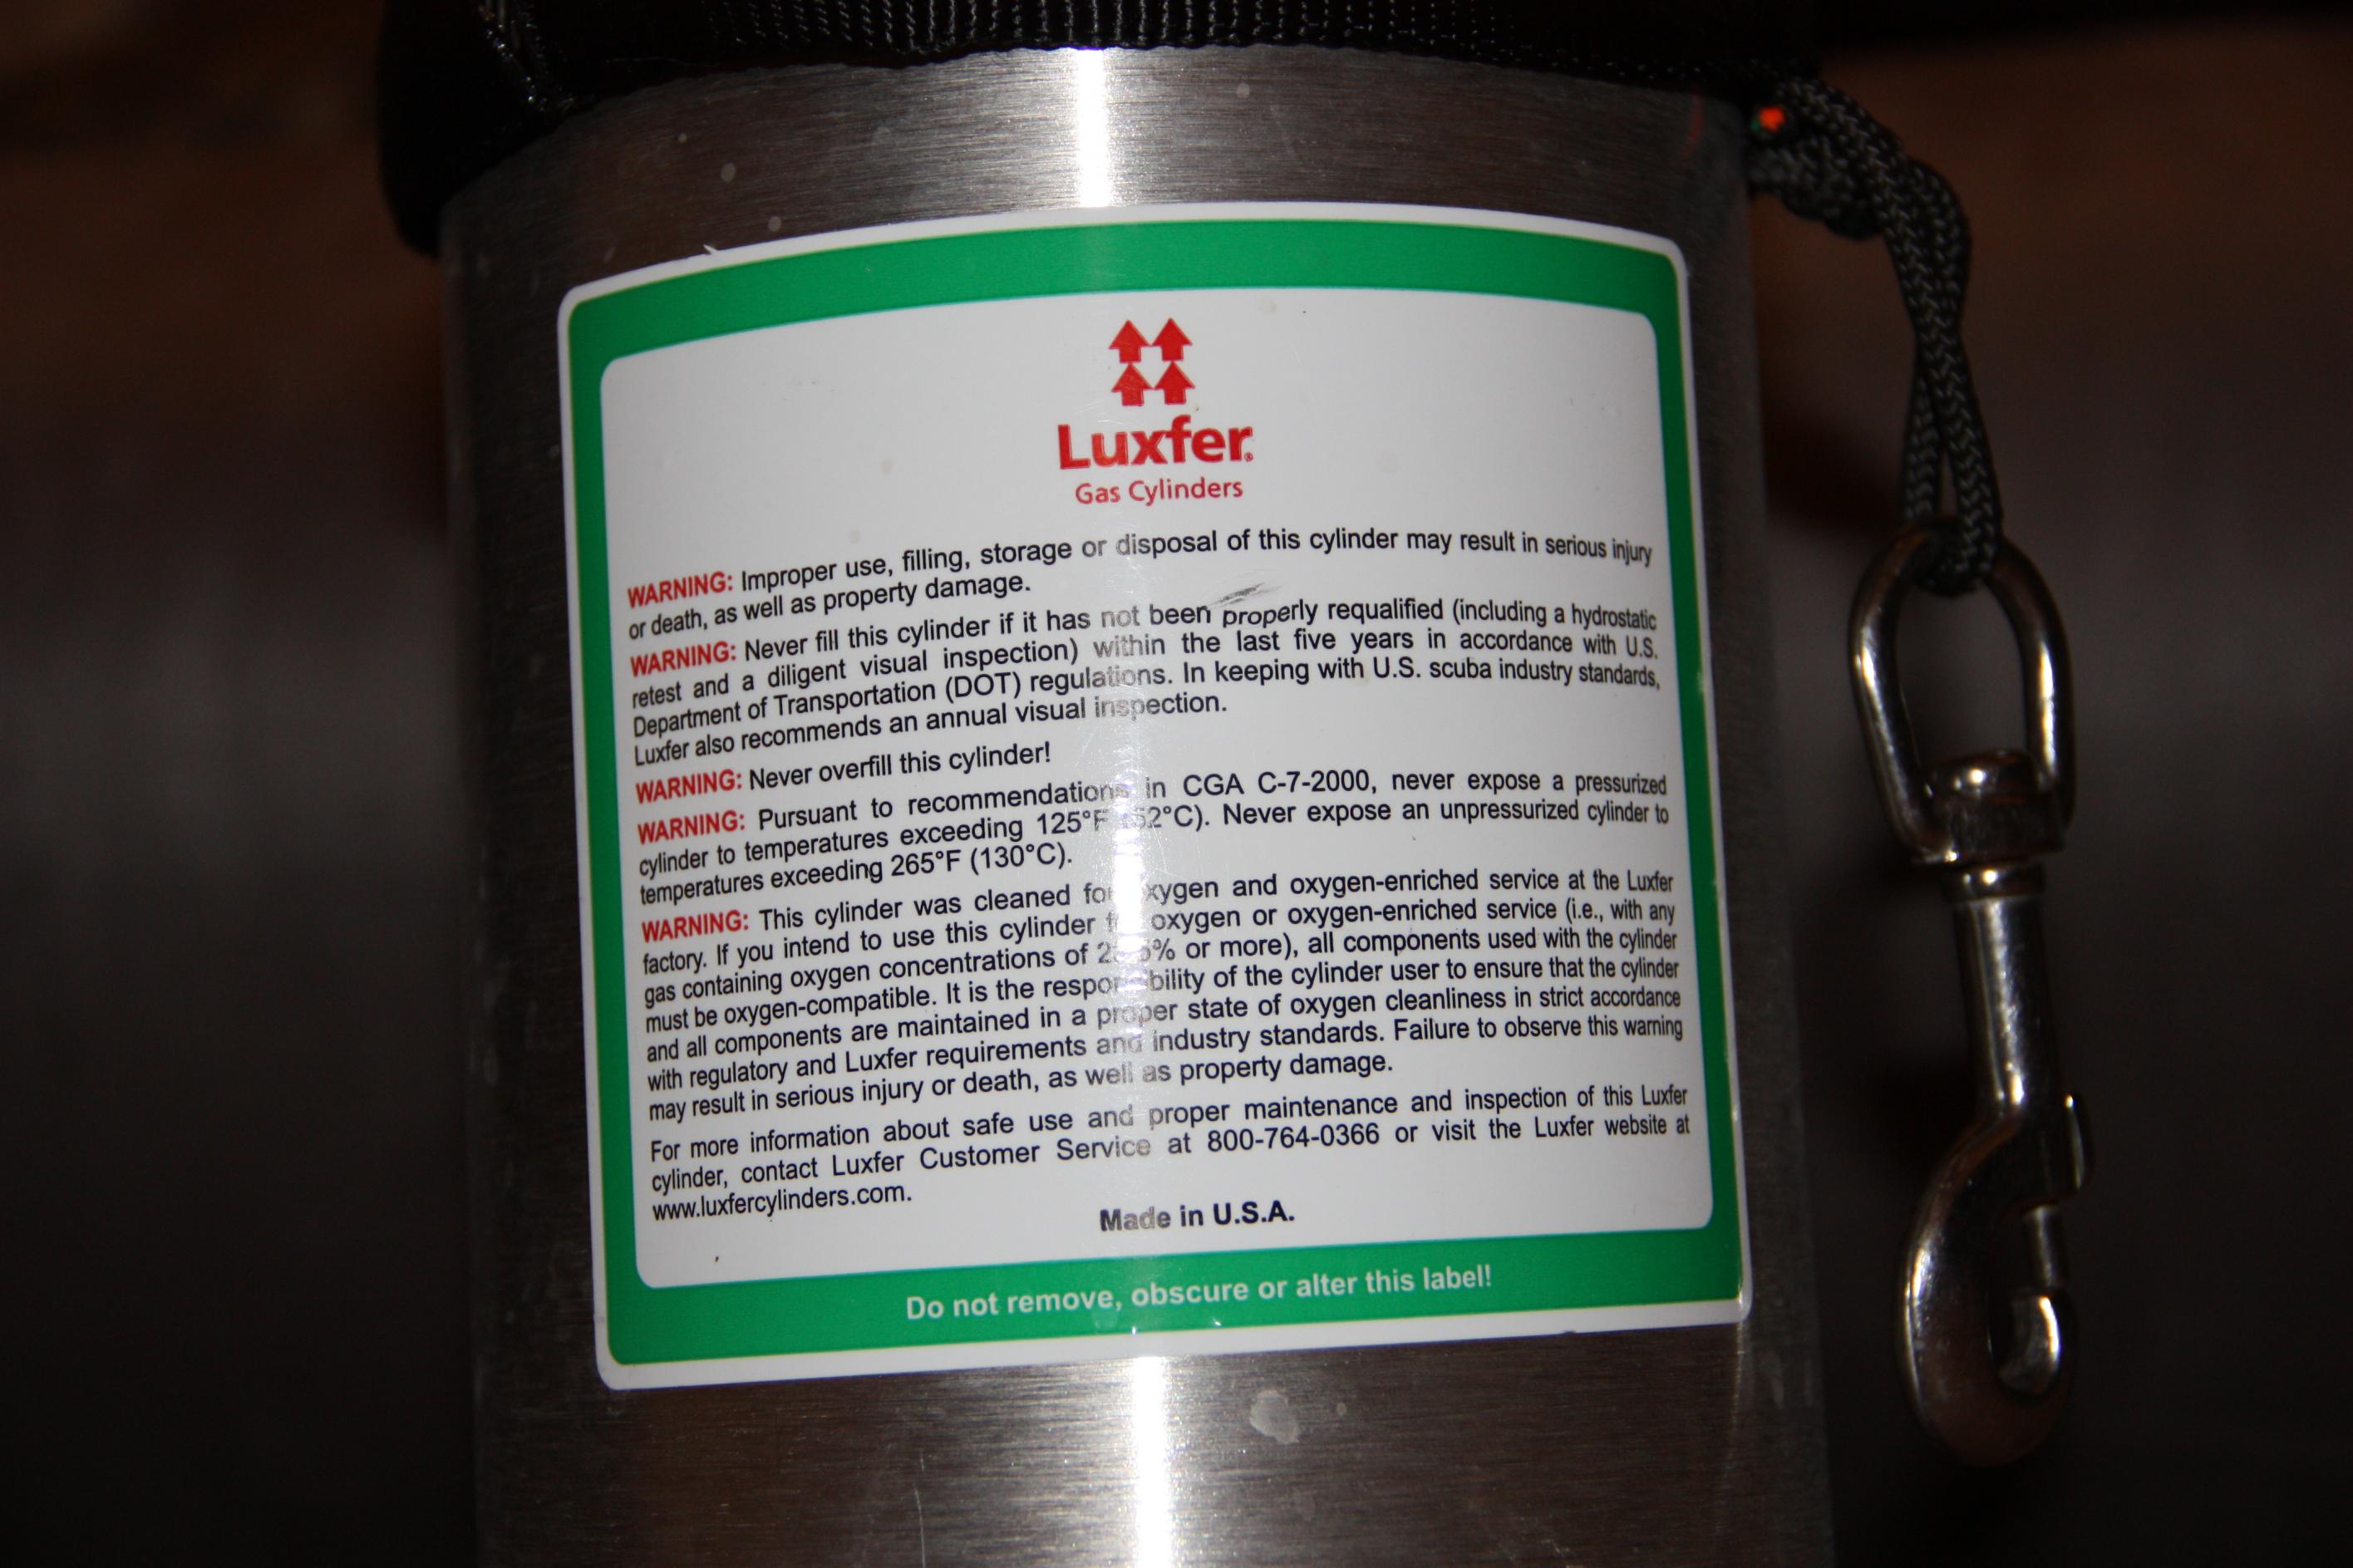 Luxfer®
Gas Cylinders
WARNING: Improper use, filling, storage or disposal of this cylinder may result in serious injury
or death, as well as property damage.
WARNING: Never fill this cylinder if it has not been properly requalified (including a hydrostatic
retest and a diligent visual inspection) within the last five years in accordance with U.S.
Department of Transportation (DOT) regulations. In keeping with U.S. scuba industry standards,
Luxfer also recommends an annual visual inspection.
WARNING: Never overfill this cylinder!
WARNING: Pursuant to recommendations in CGA C-7-2000, never expose a pressurized
cylinder to temperatures exceeding 125°F (52°C). Never expose an unpressurized cylinder to
temperatures exceeding 265°F (130°C).
WARNING: This cylinder was cleaned for oxygen and oxygen-enriched service at the Luxfer
factory. If you intend to use this cylinder for oxygen or oxygen-enriched service (i.e., with any
gas containing oxygen concentrations of or more), all components used with the cylinder
must be oxygen-compatible. It is the responsibility of the cylinder user to ensure that the cylinder
and all components are maintained in a proper state of oxygen cleanliness in strict accordance
with regulatory and Luxfer requirements and industry standards. Failure to observe this warning
may result in serious injury or death, as well as property damage.
For more information about safe use and proper maintenance and inspection of this Luxfer
cylinder, contact Luxfer Customer Service at 800-764-0366 or visit the Luxfer website at
www.luxfercylinders.com.
Made in U.S.A.
Do not remove, obscure or alter this label!